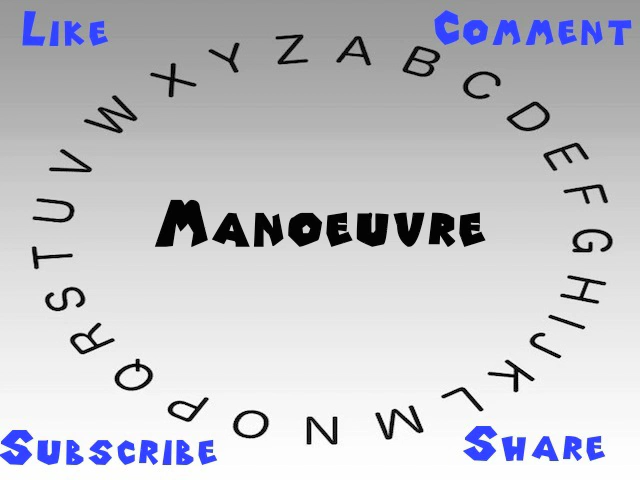 Like
Comment
A B C D E F G H I J K L M N O P Q R S T U V W X Y Z
Manoeuvre
Subscribe
Share